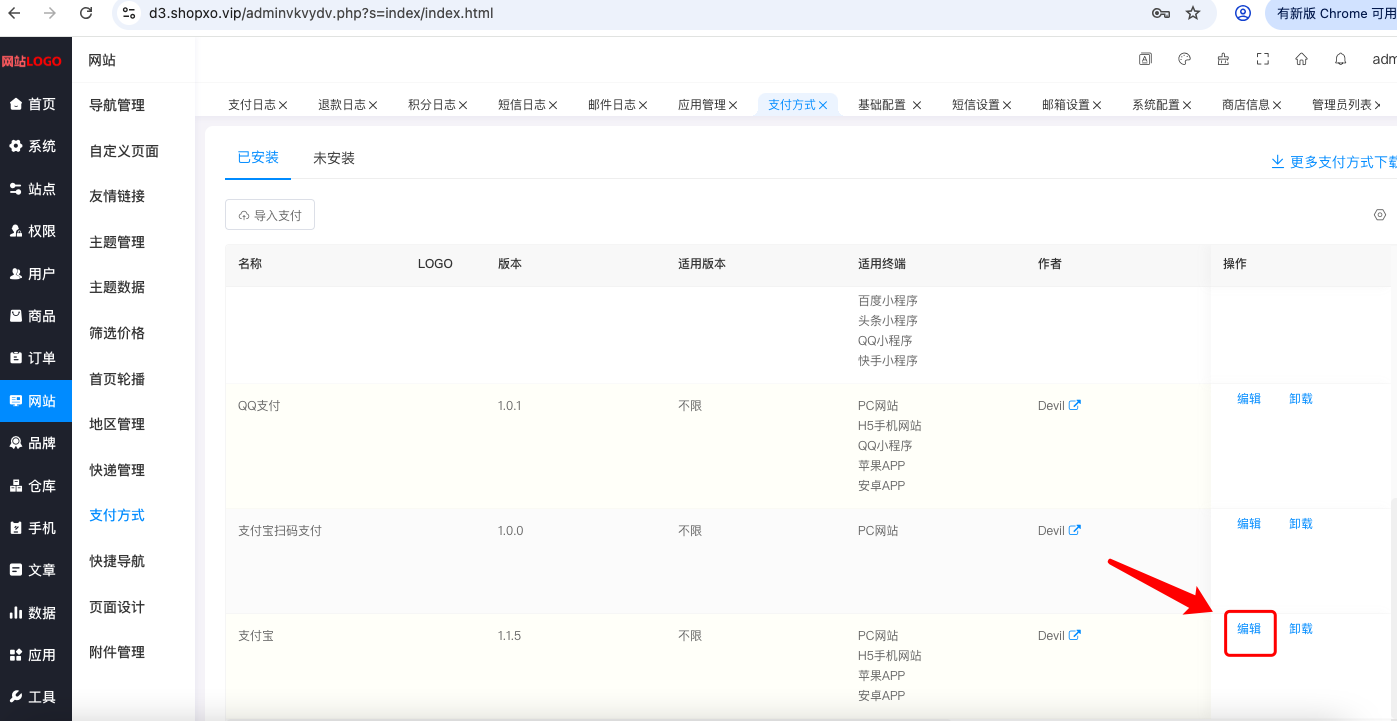 d3.shopxo.vip/adminvkvydv.php?s=index/index.html
有新版 Chrome 可用
网站LOGO
首页
系统
站点
权限
用户
商品
订单
网站
品牌
仓库
手机
文章
数据
应用
工具
网站
导航管理
自定义页面
友情链接
主题管理
主题数据
筛选价格
首页轮播
地区管理
快递管理
支付方式
快捷导航
页面设计
附件管理
adm
支付日志 退款日志 积分日志 短信日志 邮件日志 应用管理 支付方式 基础配置 短信设置 邮箱设置 系统配置 商店信息 管理员列表
已安装 未安装
更多支付方式下载
导入支付
名称 LOGO 版本 适用版本 适用终端 作者 操作
百度小程序
头条小程序
QQ小程序
快手小程序
QQ支付 1.0.1 不限 PC网站 Devil 编辑 卸载
H5手机网站
QQ小程序
苹果APP
安卓APP
支付宝扫码支付 1.0.0 不限 PC网站 Devil 编辑 卸载
支付宝 1.1.5 不限 PC网站 Devil 编辑 卸载
H5手机网站
苹果APP
安卓APP